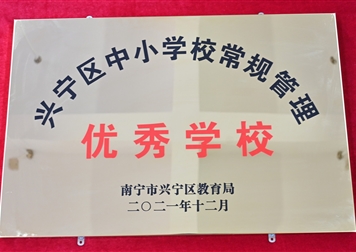 兴宁区中小学校常规管理
优秀学校
南宁市兴宁区教育局
二〇二一年十二月